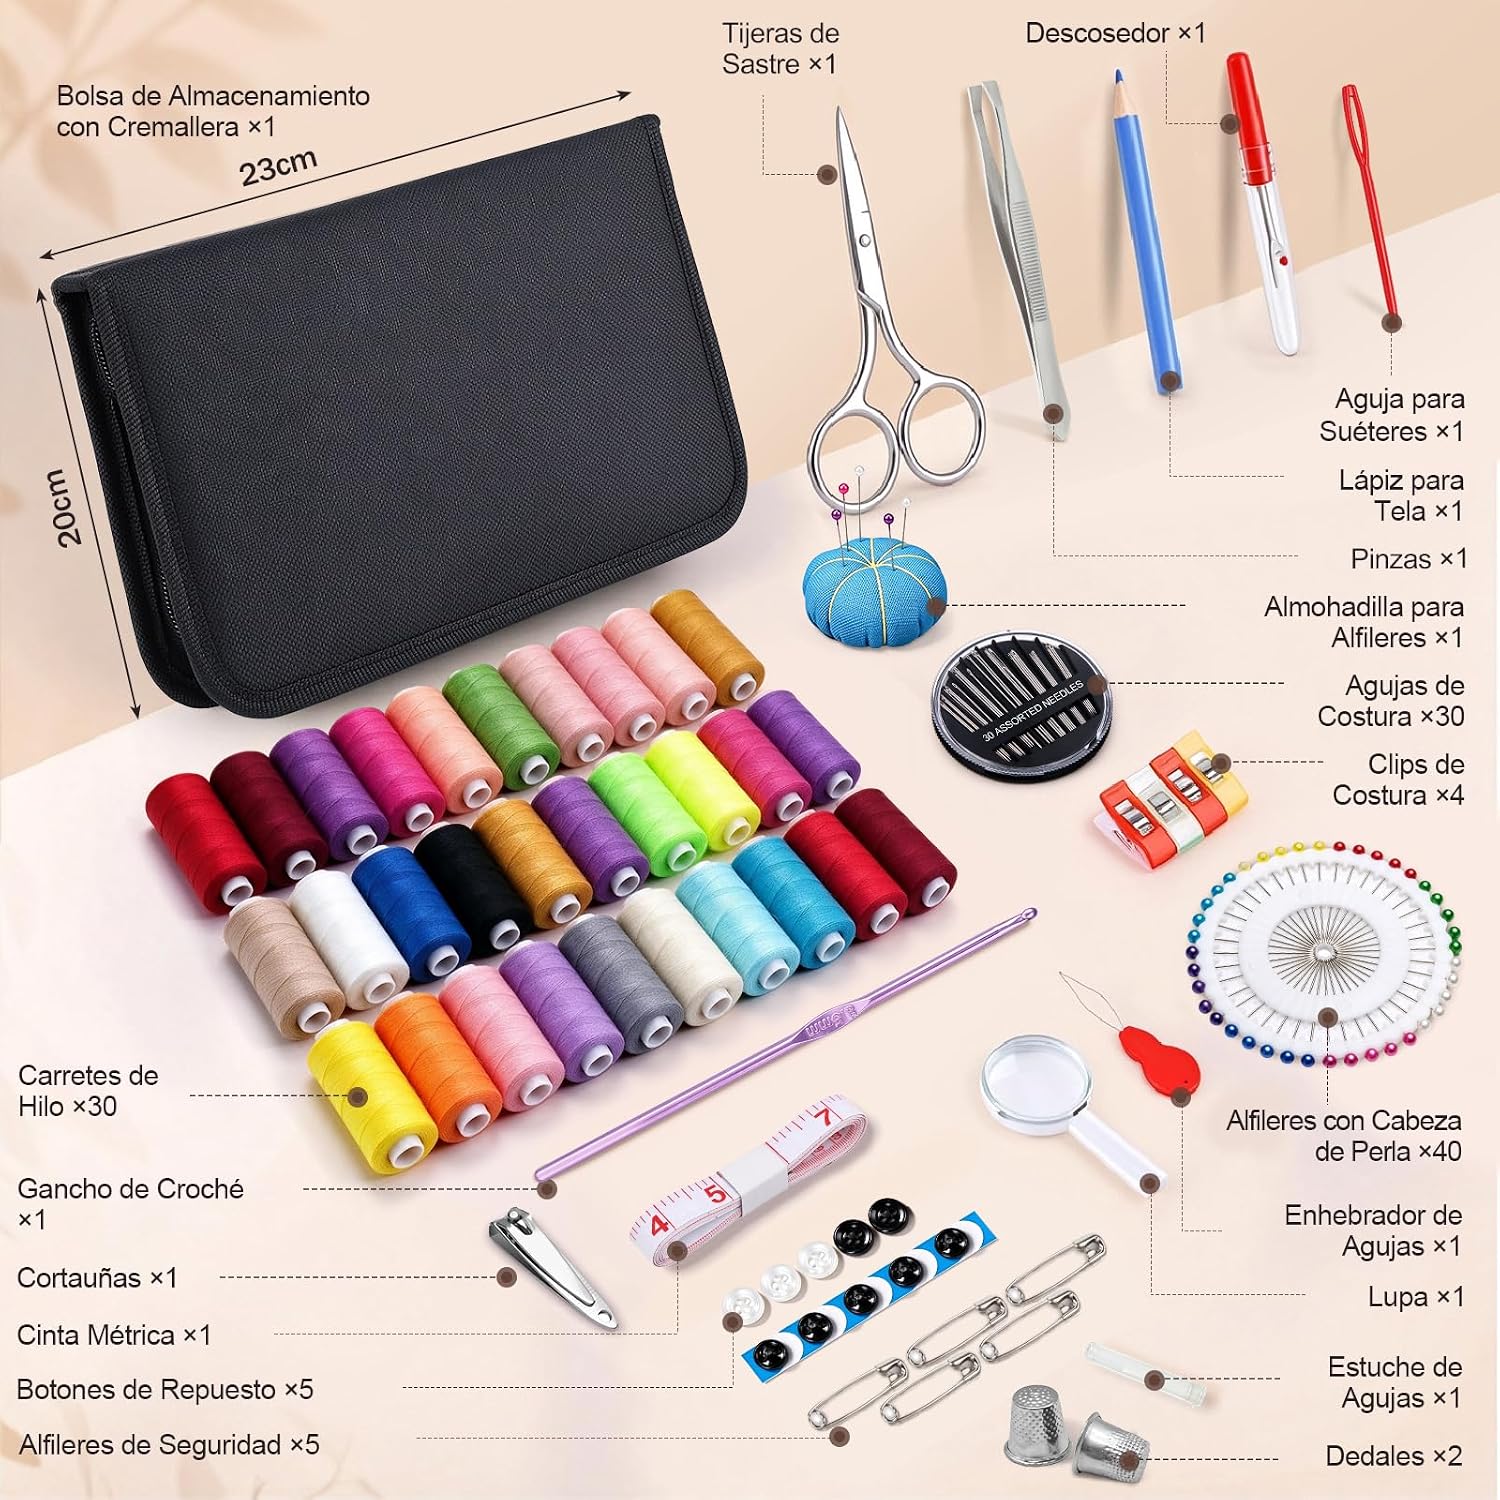 Tijeras de
Sastre ×1
Descosedor ×1
Bolsa de Almacenamiento
con Cremallera ×1
23cm
20cm
Aguja para
Suéteres ×1
Lápiz para
Tela ×1
Pinzas ×1
Almohadilla para
Alfileres ×1
30 ASSORTED NEEDLES
Agujas de
Costura ×30
Clips de
Costura ×4
Carretes de
Hilo ×30
Alfileres con Cabeza
de Perla ×40
Gancho de Croché
×1
7
5
4
Enhebrador de
Agujas ×1
Cortauñas ×1
Lupa ×1
Cinta Métrica ×1
Botones de Repuesto ×5
Estuche de
Agujas ×1
Alfileres de Seguridad ×5
Dedales ×2